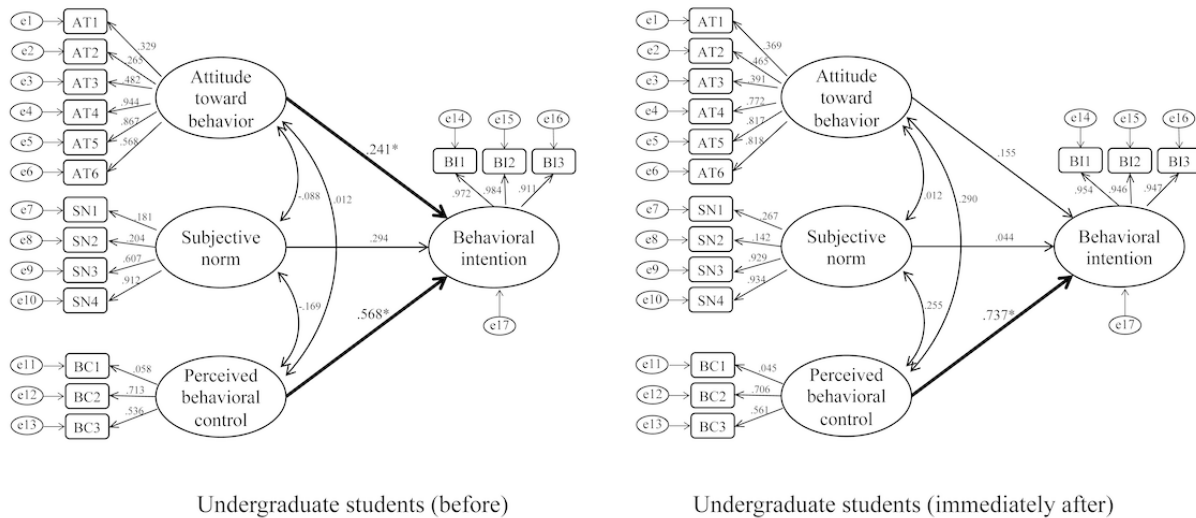 e1 AT1
.329
e2 AT2
.265
e3 AT3
.482
e4 AT4
.944
e5 AT5
.867
e6 AT6
.568
Attitude
toward
behavior
.241*
e14 e15 e16
BI1 BI2 BI3
.972 .984 .911
-.088
.012
e7 SN1
.181
e8 SN2
.204
e9 SN3
.607
e10 SN4
.912
Subjective
norm
.294
Behavioral
intention
-.169
.568*
e17
e11 BC1
.058
e12 BC2
.713
e13 BC3
.536
Perceived
behavioral
control
Undergraduate students (before)
e1 AT1
.369
e2 AT2
.465
e3 AT3
.391
e4 AT4
.772
e5 AT5
.817
e6 AT6
.818
Attitude
toward
behavior
.155
e14 e15 e16
BI1 BI2 BI3
.954 .946 .947
.012
.290
e7 SN1
.267
e8 SN2
.142
e9 SN3
.929
e10 SN4
.934
Subjective
norm
.044
Behavioral
intention
.255
.737*
e17
e11 BC1
.045
e12 BC2
.706
e13 BC3
.561
Perceived
behavioral
control
Undergraduate students (immediately after)